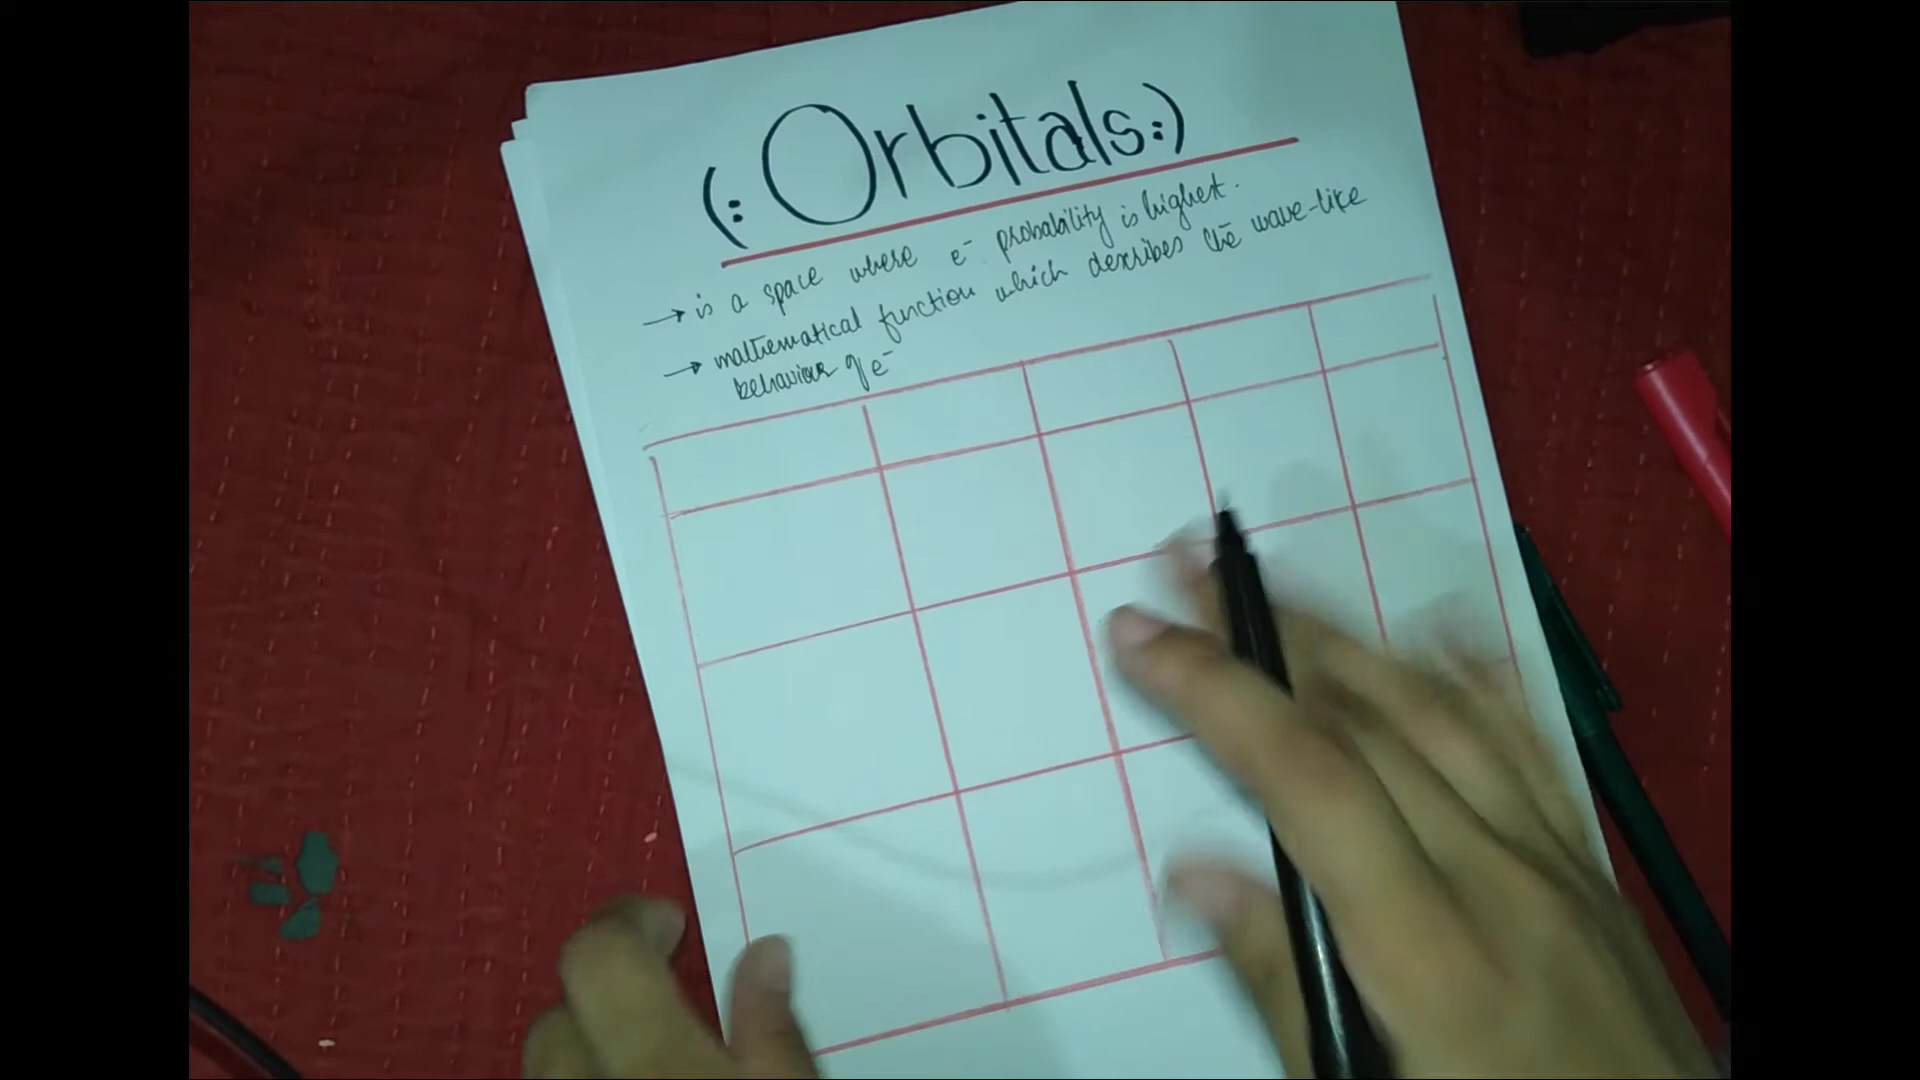 (: Orbitals :)
→ is a space where e⁻ probability is highest.
→ mathematical function which describes the wave-like
behaviour of e⁻